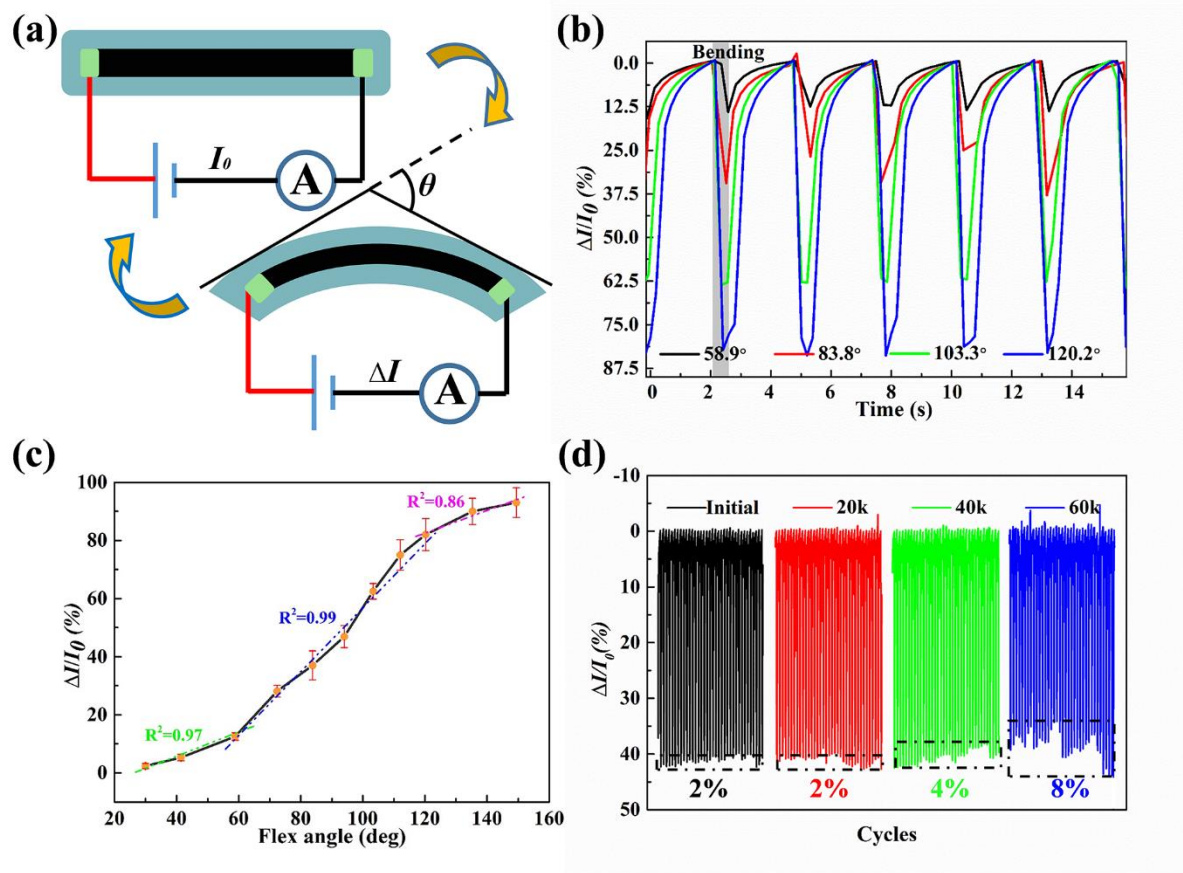 (a)
I0
A
θ
ΔI
A
(b)
Bending
0.0
12.5
25.0
37.5
50.0
62.5
75.0
87.5
ΔI/I0 (%)
58.9° 83.8° 103.3° 120.2°
0 2 4 6 8 10 12 14
Time (s)
(c)
100
80
60
40
20
0
ΔI/I0 (%)
R²=0.86
R²=0.99
R²=0.97
20 40 60 80 100 120 140 160
Flex angle (deg)
(d)
-10
0
10
20
30
40
50
ΔI/I0 (%)
Initial 20k 40k 60k
2% 2% 4% 8%
Cycles